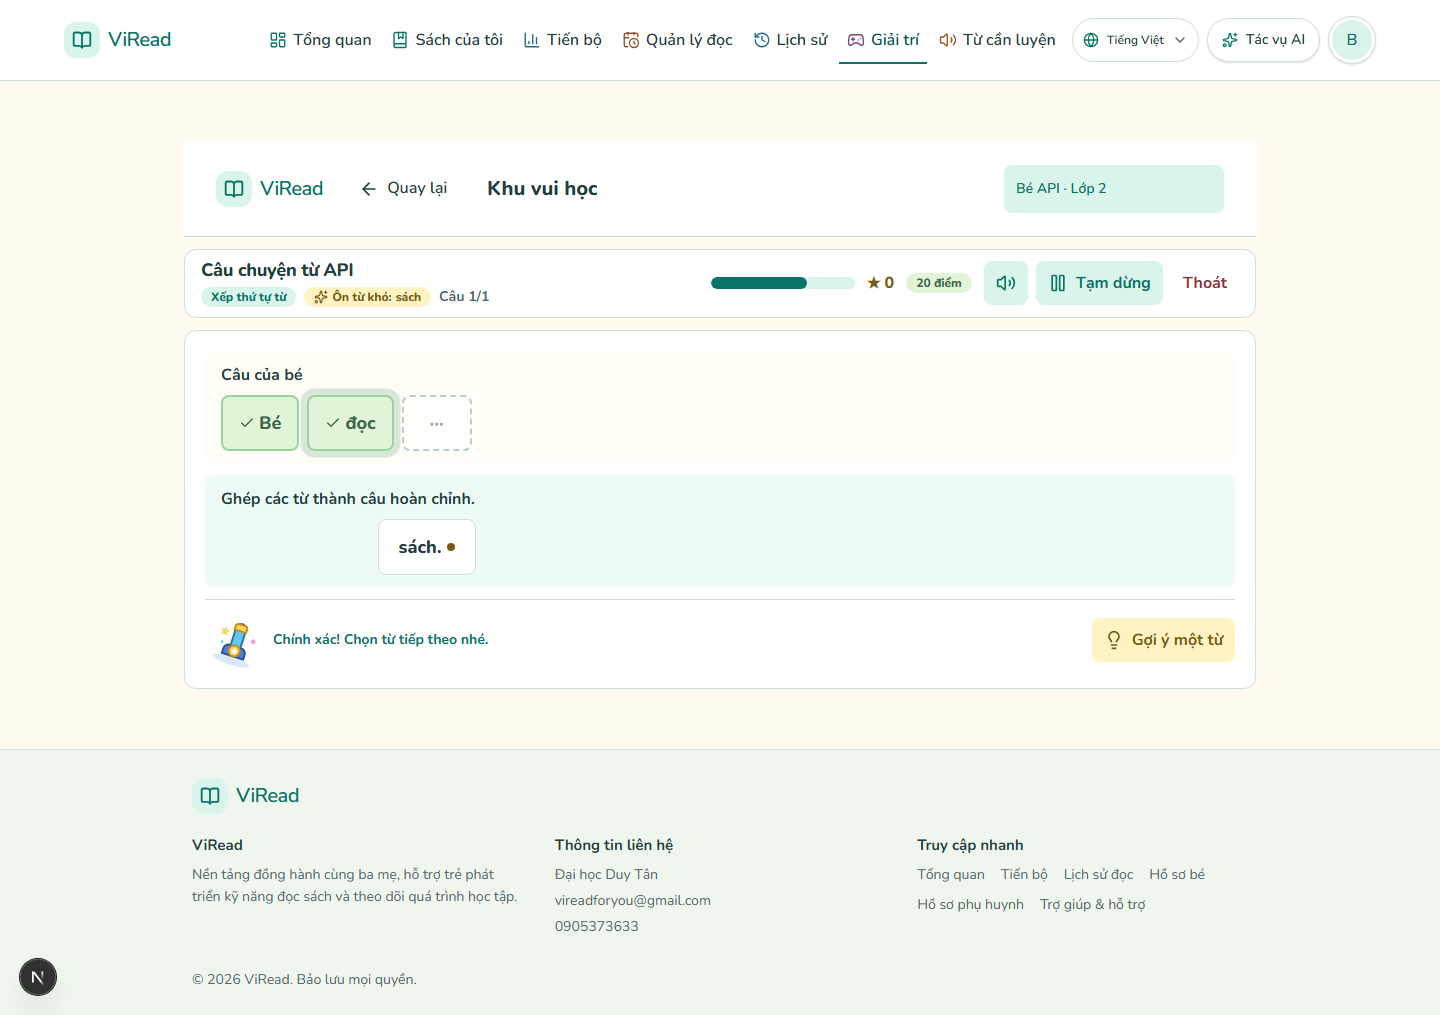 ViRead
Tổng quan
Sách của tôi
Tiến bộ
Quản lý đọc
Lịch sử
Giải trí
Từ cần luyện
Tiếng Việt
Tác vụ AI
B
ViRead
Quay lại
Khu vui học
Bé API · Lớp 2
Câu chuyện từ API
Xếp thứ tự từ
Ôn từ khó: sách
Câu 1/1
★ 0
20 điểm
Tạm dừng
Thoát
Câu của bé
Bé
đọc
...
Ghép các từ thành câu hoàn chỉnh.
sách.
Chính xác! Chọn từ tiếp theo nhé.
Gợi ý một từ
ViRead
ViRead
Nền tảng đồng hành cùng ba mẹ, hỗ trợ trẻ phát
triển kỹ năng đọc sách và theo dõi quá trình học tập.
Thông tin liên hệ
Đại học Duy Tân
vireadforyou@gmail.com
0905373633
Truy cập nhanh
Tổng quan
Tiến bộ
Lịch sử đọc
Hồ sơ bé
Hồ sơ phụ huynh
Trợ giúp & hỗ trợ
N
© 2026 ViRead. Bảo lưu mọi quyền.